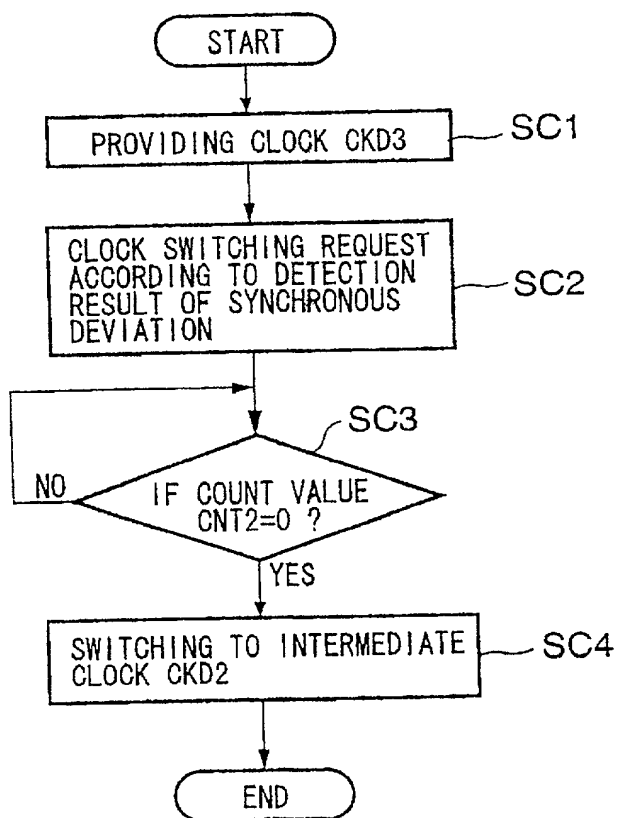 START
PROVIDING CLOCK CKD3
SC1
CLOCK SWITCHING REQUEST
ACCORDING TO DETECTION
RESULT OF SYNCHRONOUS
DEVIATION
SC2
SC3
NO
IF COUNT VALUE
CNT2=0 ?
YES
SWITCHING TO INTERMEDIATE
CLOCK CKD2
SC4
END